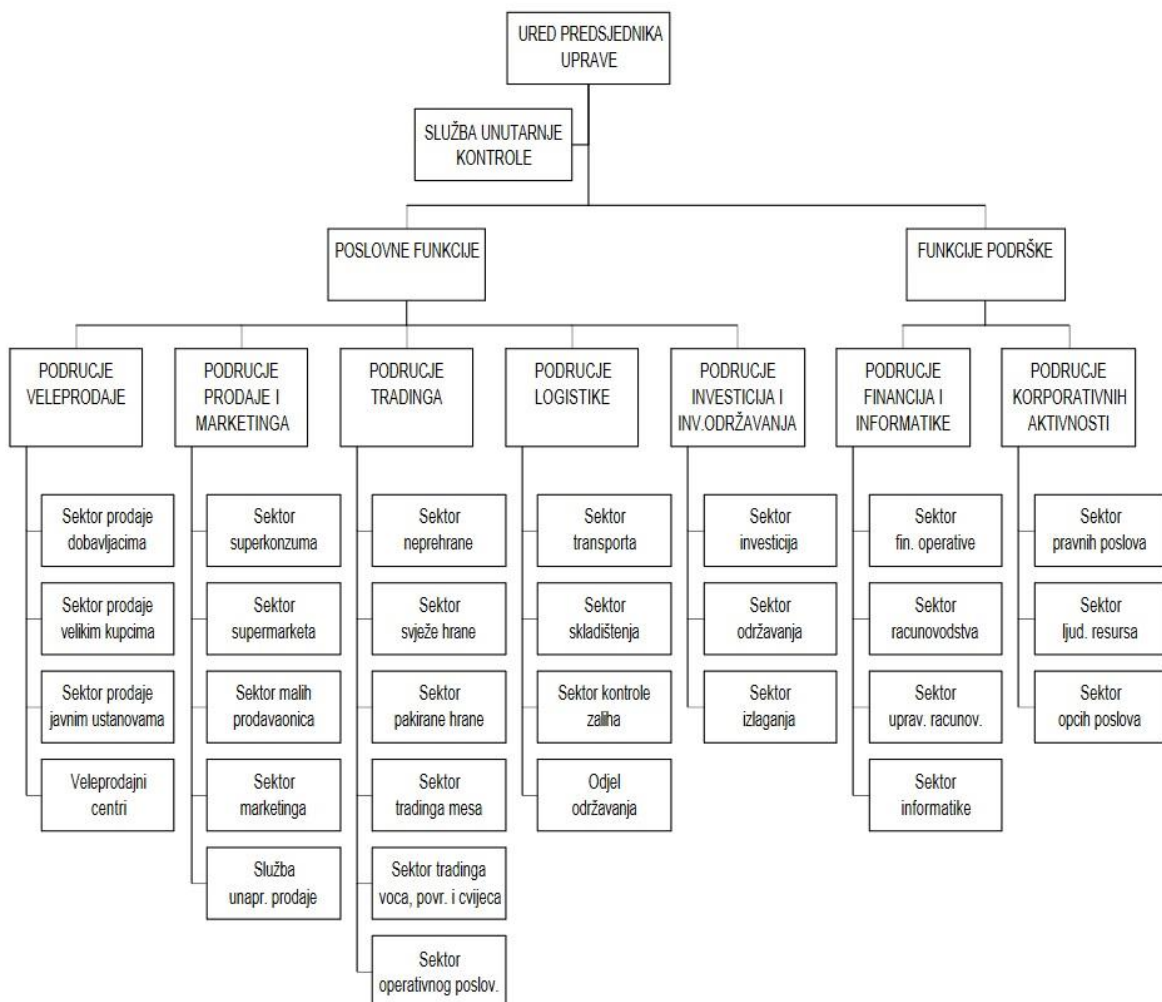 URED PREDSJEDNIKA
UPRAVE
SLUŽBA UNUTARNJE
KONTROLE
POSLOVNE FUNKCIJE
FUNKCIJE PODRŠKE
PODRUCJE
VELEPRODAJE
PODRUCJE
PRODAJE I
MARKETINGA
PODRUCJE
TRADINGA
PODRUCJE
LOGISTIKE
PODRUCJE
INVESTICIJA I
INV.ODRŽAVANJA
PODRUCJE
FINANCIJA I
INFORMATIKE
PODRUCJE
KORPORATIVNIH
AKTIVNOSTI
Sektor prodaje
dobavljacima
Sektor prodaje
velikim kupcima
Sektor prodaje
javnim ustanovama
Veleprodajni
centri
Sektor
superkonzuma
Sektor
supermarketa
Sektor malih
prodavaonica
Sektor
marketinga
Služba
unapr. prodaje
Sektor
neprehrane
Sektor
svježe hrane
Sektor
pakirane hrane
Sektor
tradinga mesa
Sektor tradinga
voca, povr. i cvijeca
Sektor
operativnog poslov.
Sektor
transporta
Sektor
skladištenja
Sektor kontrole
zaliha
Odjel
održavanja
Sektor
investicija
Sektor
održavanja
Sektor
izlaganja
Sektor
fin. operative
Sektor
racunovodstva
Sektor
uprav. racunov.
Sektor
informatike
Sektor
pravnih poslova
Sektor
ljud. resursa
Sektor
opcih poslova